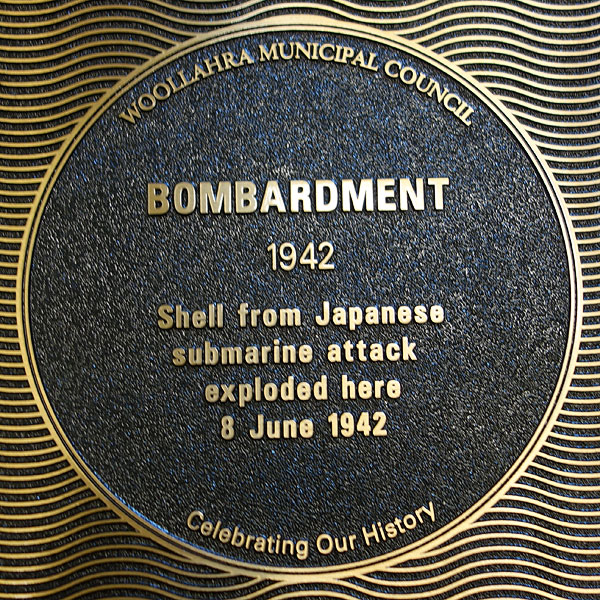 WOOLLAHRA MUNICIPAL COUNCIL
BOMBARDMENT
1942
Shell from Japanese
submarine attack
exploded here
8 June 1942
Celebrating Our History